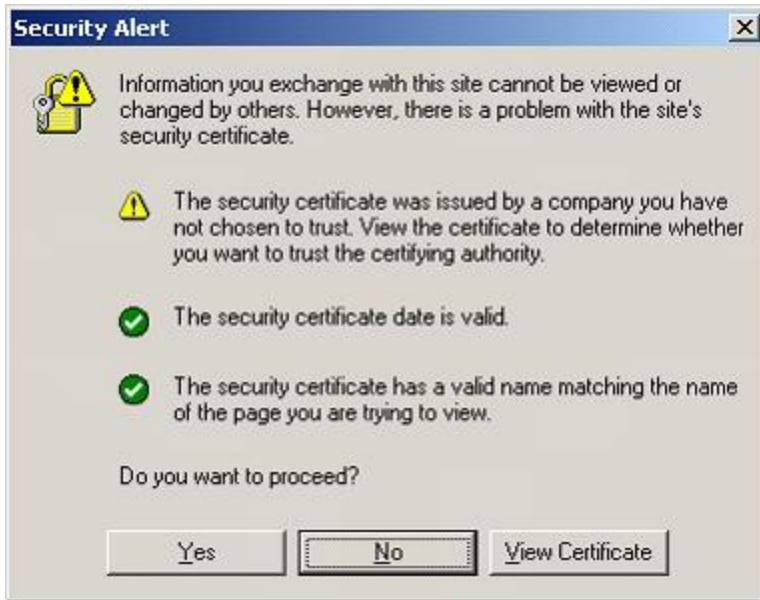 Security Alert
Information you exchange with this site cannot be viewed or
changed by others. However, there is a problem with the site's
security certificate.
The security certificate was issued by a company you have
not chosen to trust. View the certificate to determine whether
you want to trust the certifying authority.
The security certificate date is valid.
The security certificate has a valid name matching the name
of the page you are trying to view.
Do you want to proceed?
Yes No View Certificate